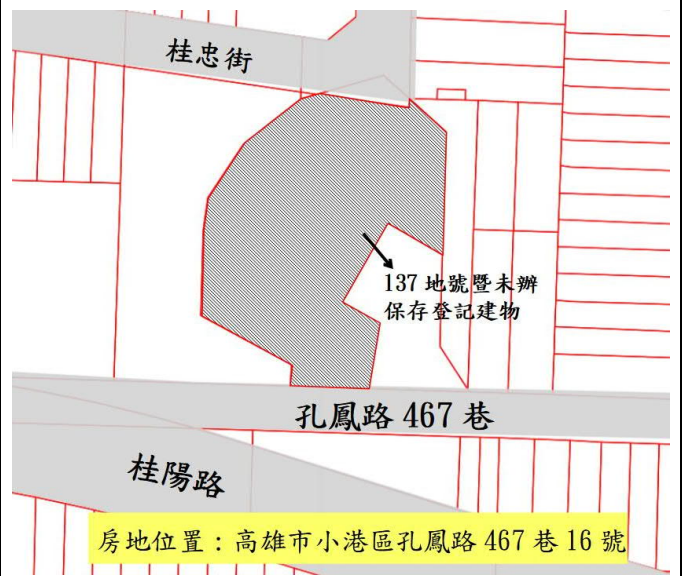 桂忠街
137 地號暨未辦
保存登記建物
孔鳳路 467 巷
桂陽路
房地位置：高雄市小港區孔鳳路 467 巷 16 號